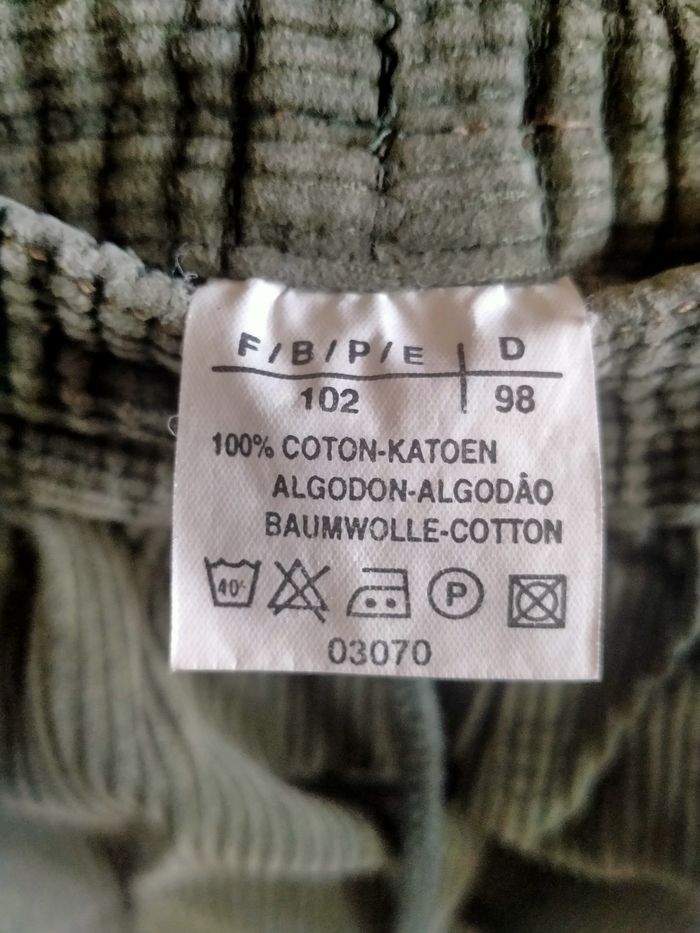 F/B/P/E | D
102 | 98
100% COTON-KATOEN
ALGODON-ALGODÃO
BAUMWOLLE-COTTON
40° P
03070